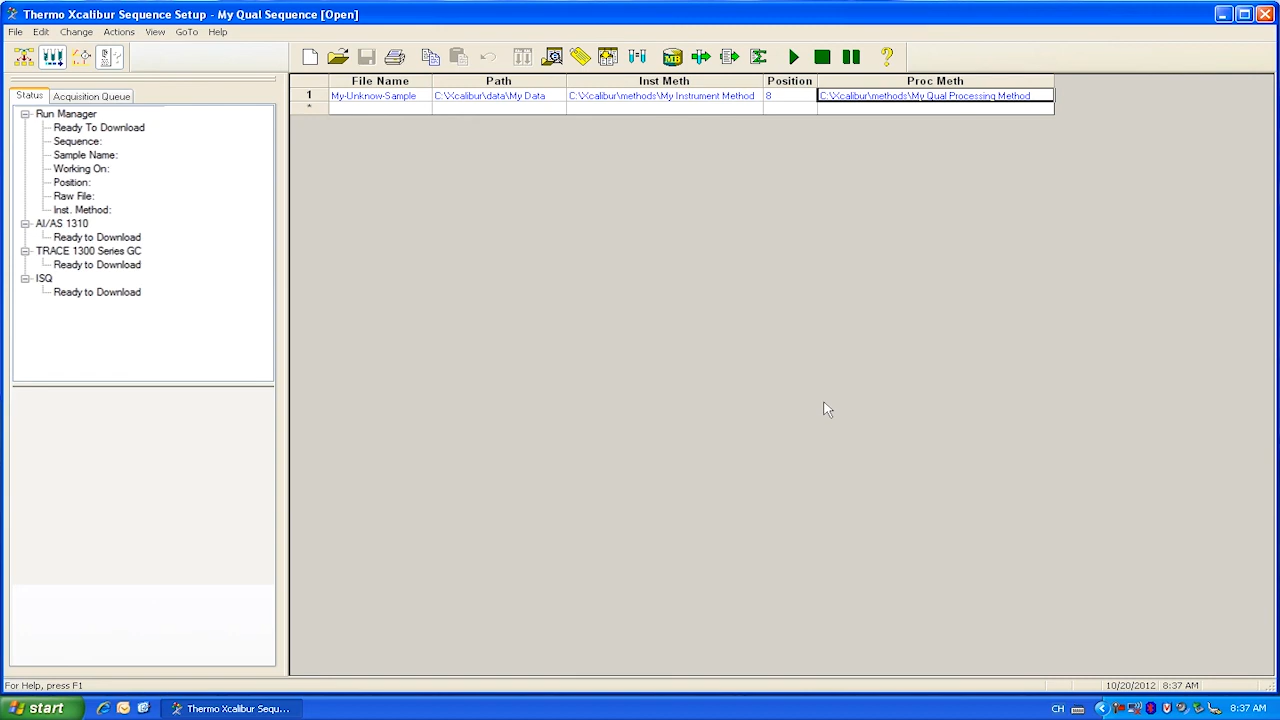 Thermo Xcalibur Sequence Setup - My Qual Sequence [Open]
File Edit Change Actions View GoTo Help
MB
Status Acquisition Queue
Run Manager
Ready To Download
Sequence:
Sample Name:
Working On:
Position:
Raw File:
Inst. Method:
AI/AS 1310
Ready to Download
TRACE 1300 Series GC
Ready to Download
ISQ
Ready to Download
File Name Path Inst Meth Position Proc Meth
1 My-Unknow-Sample C:\Xcalibur\data\My Data C:\Xcalibur\methods\My Instrument Method 8 C:\Xcalibur\methods\My Qual Processing Method
*
For Help, press F1
10/20/2012 8:37 AM
start Thermo Xcalibur Sequ... CH 8:37 AM